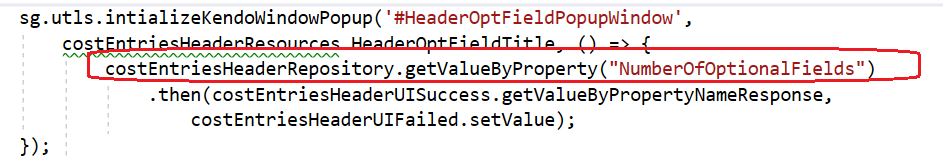 sg.utls.intializeKendoWindowPopup('#HeaderOptFieldPopupWindow',
costEntriesHeaderResources.HeaderOptFieldTitle, () => {
costEntriesHeaderRepository.getValueByProperty("NumberOfOptionalFields")
.then(costEntriesHeaderUISuccess.getValueByPropertyNameResponse,
costEntriesHeaderUIFailed.setValue);
});